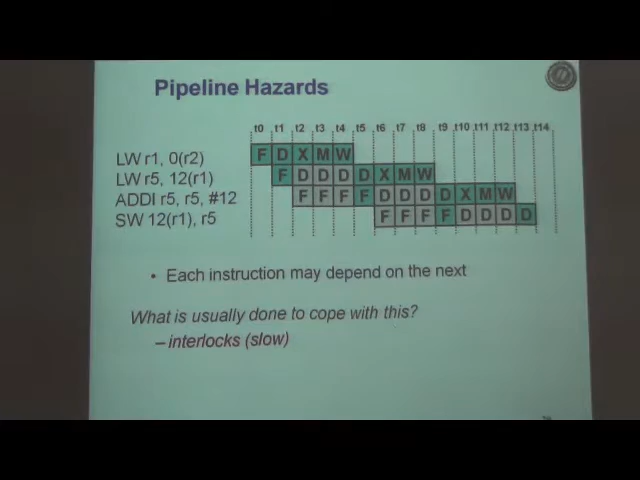 Pipeline Hazards
t0 t1 t2 t3 t4 t5 t6 t7 t8 t9 t10 t11 t12 t13 t14
LW r1, 0(r2) F D X M W
LW r5, 12(r1) F D D D D X M W
ADDI r5, r5, #12 F F F F D D D D X M W
SW 12(r1), r5 F F F F D D D D
• Each instruction may depend on the next
What is usually done to cope with this?
– interlocks (slow)